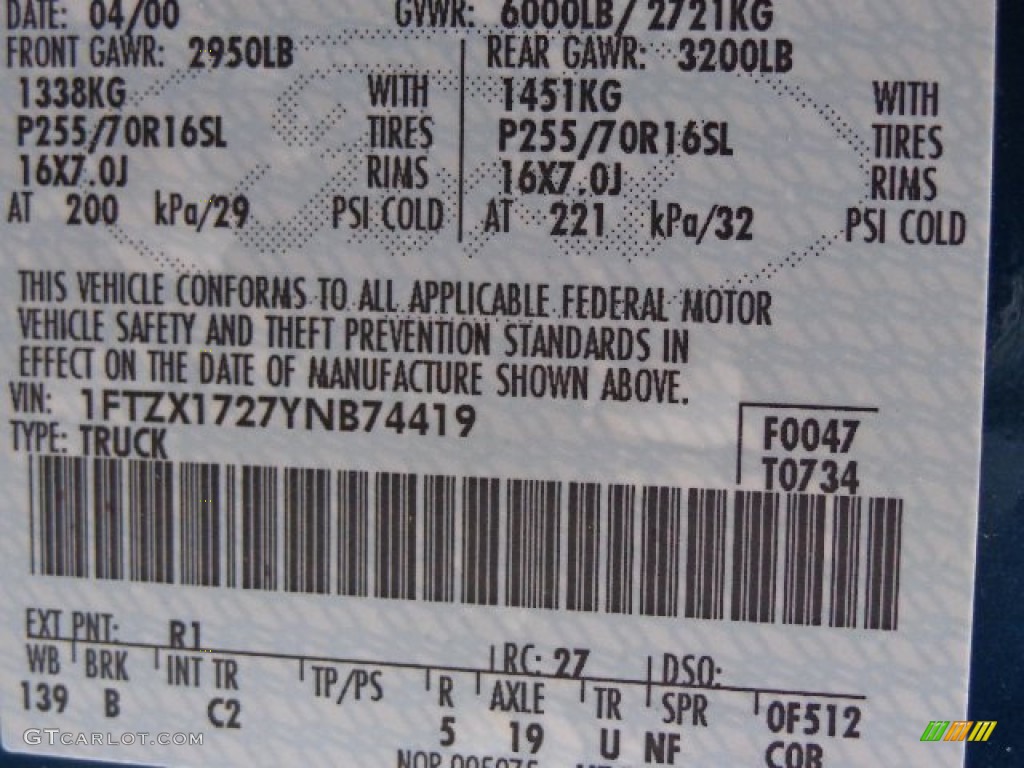 DATE: 04/00 GVWR: 6000LB/ 2721KG
FRONT GAWR: 2950LB REAR GAWR: 3200LB
1338KG WITH 1451KG WITH
P255/70R16SL TIRES P255/70R16SL TIRES
16X7.0J RIMS 16X7.0J RIMS
AT 200 kPa/29 PSI COLD AT 221 kPa/32 PSI COLD
THIS VEHICLE CONFORMS TO ALL APPLICABLE FEDERAL MOTOR
VEHICLE SAFETY AND THEFT PREVENTION STANDARDS IN
EFFECT ON THE DATE OF MANUFACTURE SHOWN ABOVE.
VIN: 1FTZX1727YNB74419
TYPE: TRUCK
F0047
T0734
EXT PNT: R1 RC: 27 DSO:
WB BRK INT TR TP/PS R AXLE TR SPR 0F512
139 B C2 5 19 U NF COB
GTCARLOT.COM